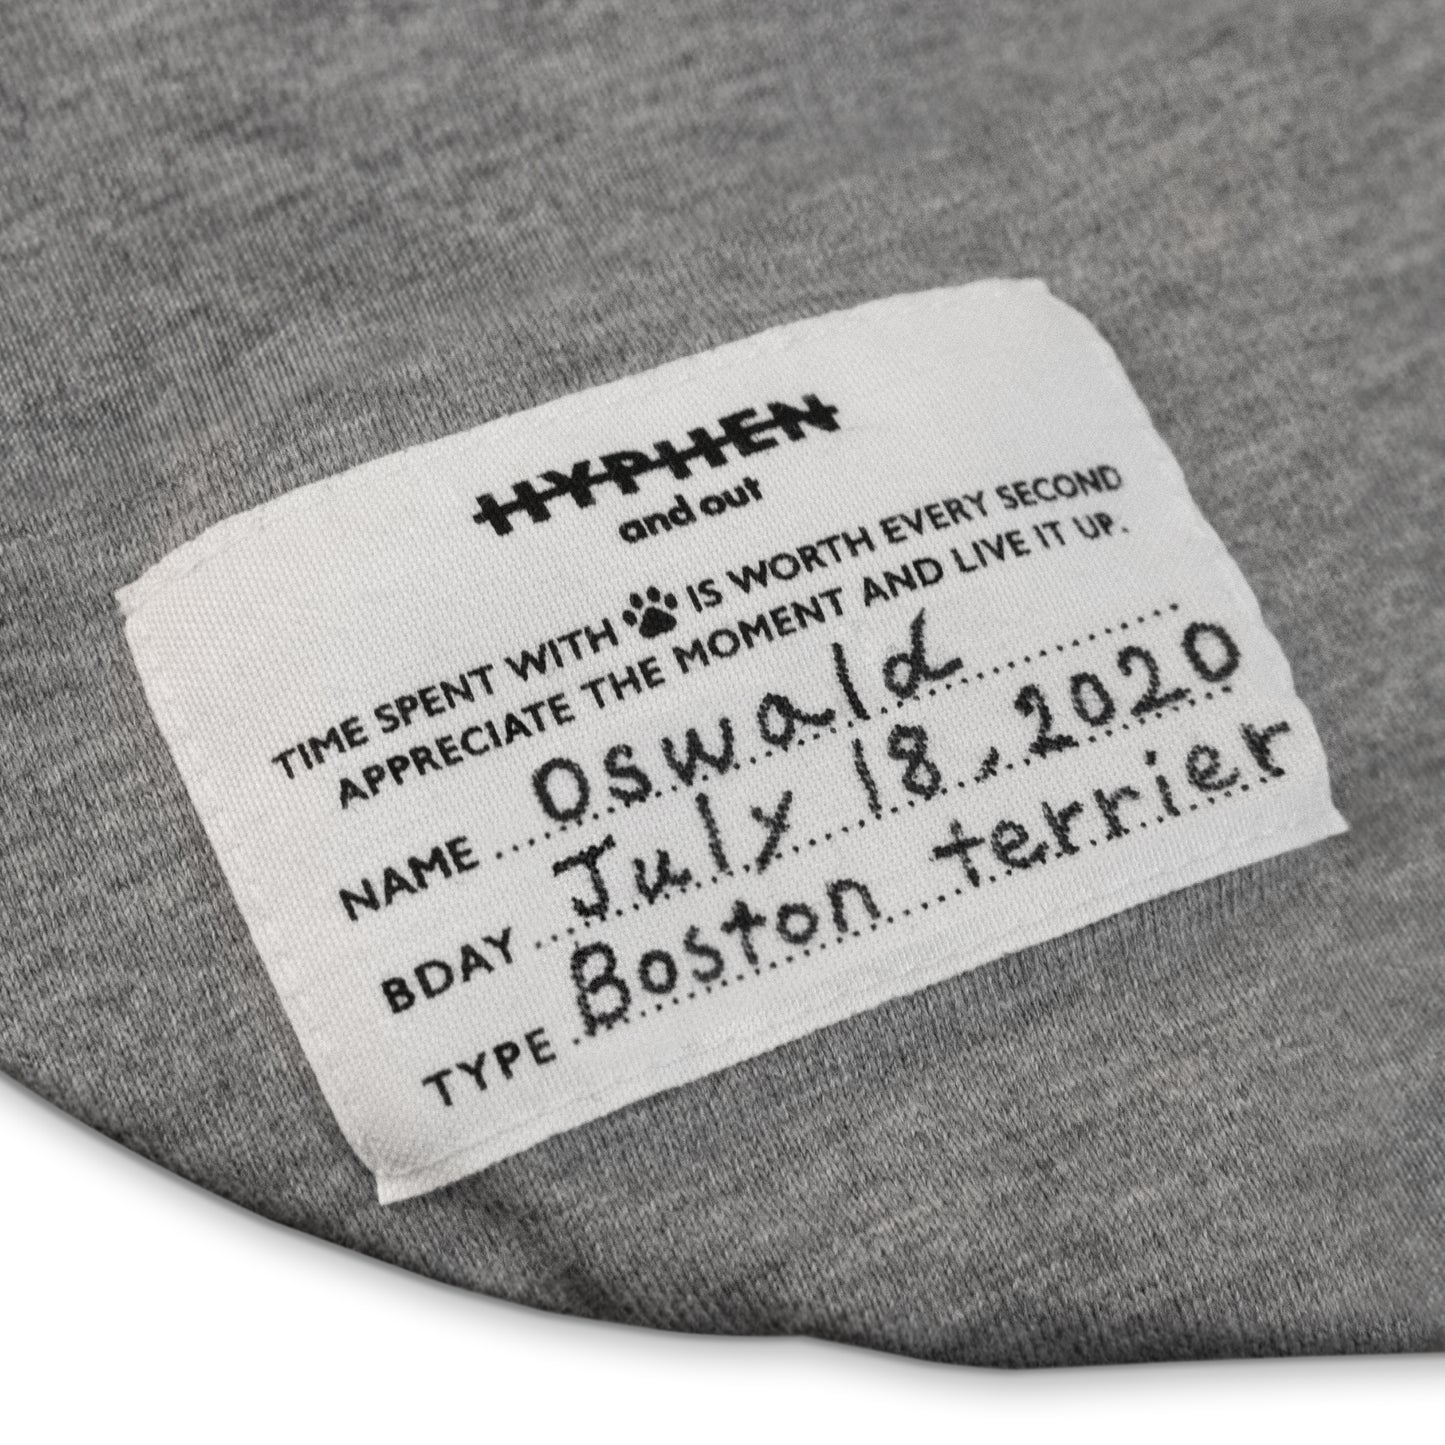 HYPHEN
and out
TIME SPENT WITH IS WORTH EVERY SECOND
APPRECIATE THE MOMENT AND LIVE IT UP.
NAME Oswald
BDAY July 18, 2020
TYPE Boston terrier